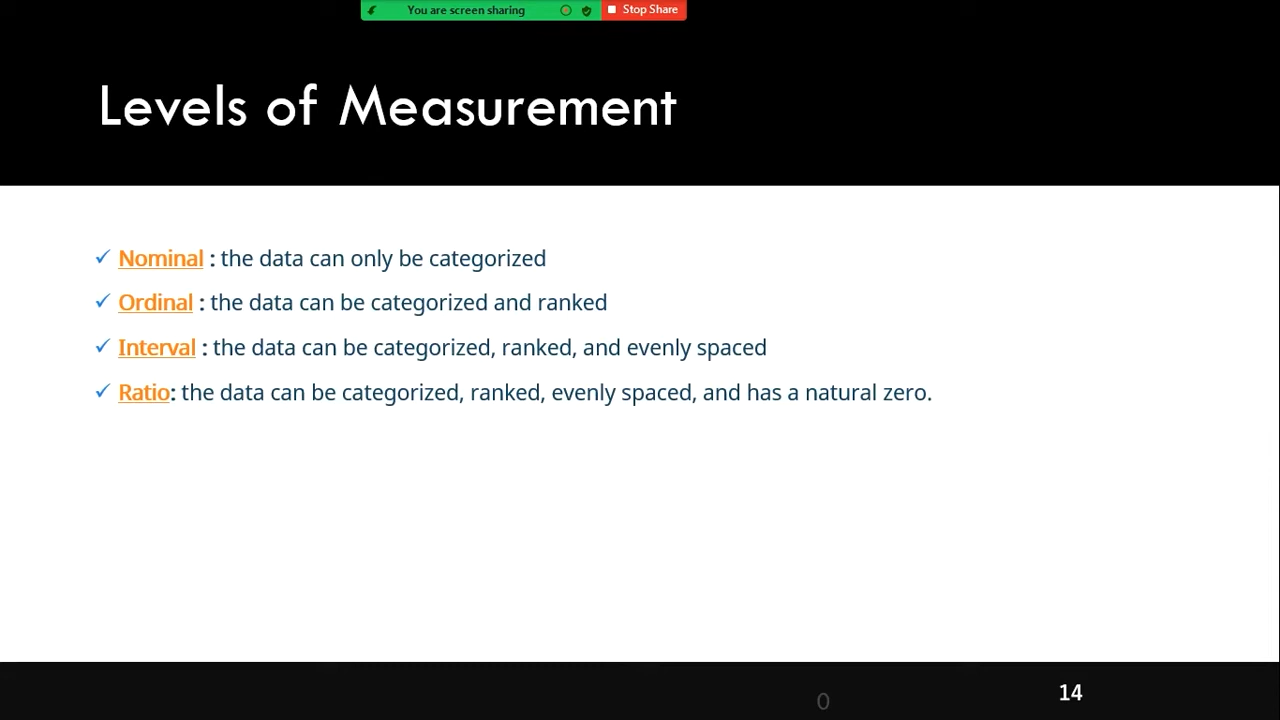 You are screen sharing Stop Share
Levels of Measurement
✓ Nominal : the data can only be categorized
✓ Ordinal : the data can be categorized and ranked
✓ Interval : the data can be categorized, ranked, and evenly spaced
✓ Ratio: the data can be categorized, ranked, evenly spaced, and has a natural zero.
0
14